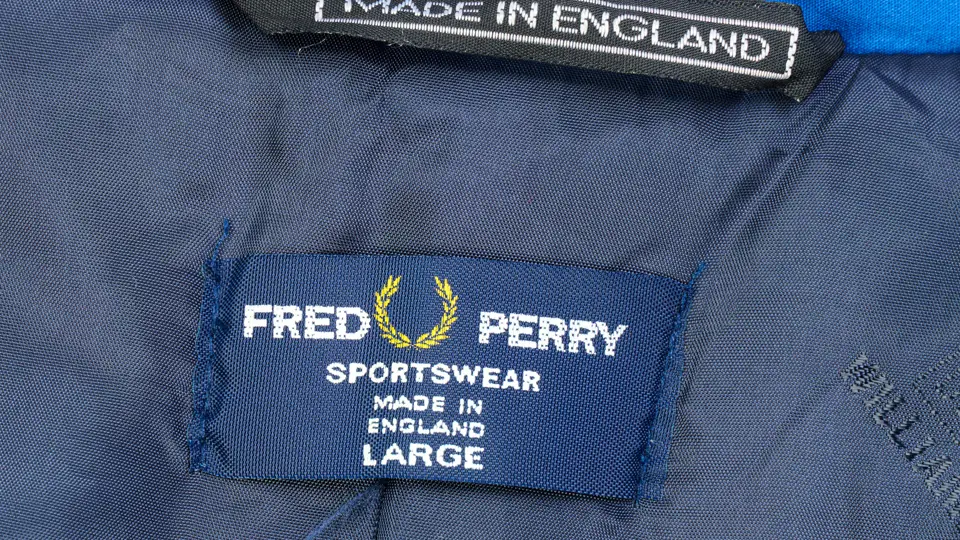 MADE IN ENGLAND
FRED PERRY
SPORTSWEAR
MADE IN
ENGLAND
LARGE